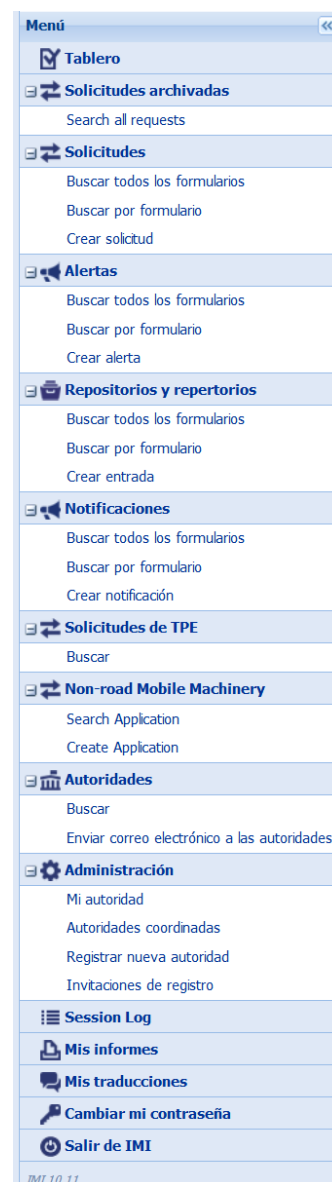 Menú
Tablero
Solicitudes archivadas
Search all requests
Solicitudes
Buscar todos los formularios
Buscar por formulario
Crear solicitud
Alertas
Buscar todos los formularios
Buscar por formulario
Crear alerta
Repositorios y repertorios
Buscar todos los formularios
Buscar por formulario
Crear entrada
Notificaciones
Buscar todos los formularios
Buscar por formulario
Crear notificación
Solicitudes de TPE
Buscar
Non-road Mobile Machinery
Search Application
Create Application
Autoridades
Buscar
Enviar correo electrónico a las autoridades
Administración
Mi autoridad
Autoridades coordinadas
Registrar nueva autoridad
Invitaciones de registro
Session Log
Mis informes
Mis traducciones
Cambiar mi contraseña
Salir de IMI
IMI 10.11